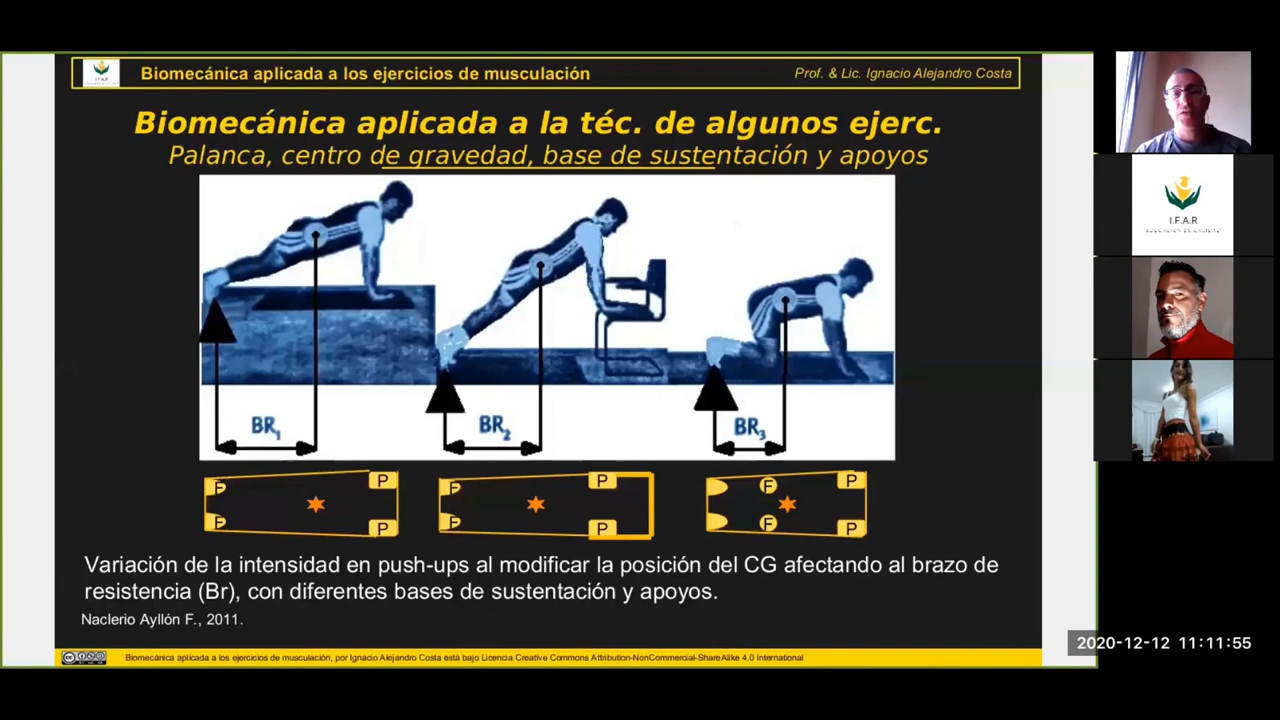 I.F.A.R
Biomecánica aplicada a los ejercicios de musculación
Prof. & Lic. Ignacio Alejandro Costa
Biomecánica aplicada a la téc. de algunos ejerc.
Palanca, centro de gravedad, base de sustentación y apoyos
BR1
BR2
BR3
F P
F P
F P
F P
F P
F P
Variación de la intensidad en push-ups al modificar la posición del CG afectando al brazo de
resistencia (Br), con diferentes bases de sustentación y apoyos.
Naclerio Ayllón F., 2011.
Biomecánica aplicada a los ejercicios de musculación, por Ignacio Alejandro Costa está bajo Licencia Creative Commons Attribution-NonCommercial-ShareAlike 4.0 International
I.F.A.R
2020-12-12 11:11:55